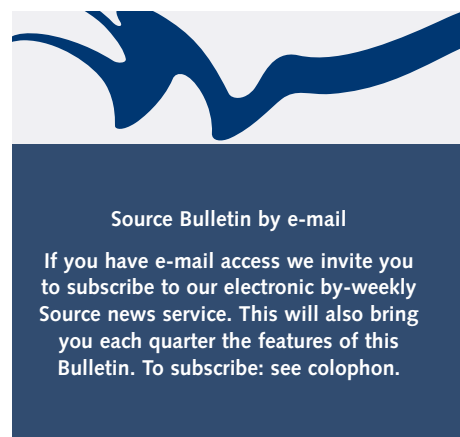 Source Bulletin by e-mail
If you have e-mail access we invite you
to subscribe to our electronic by-weekly
Source news service. This will also bring
you each quarter the features of this
Bulletin. To subscribe: see colophon.